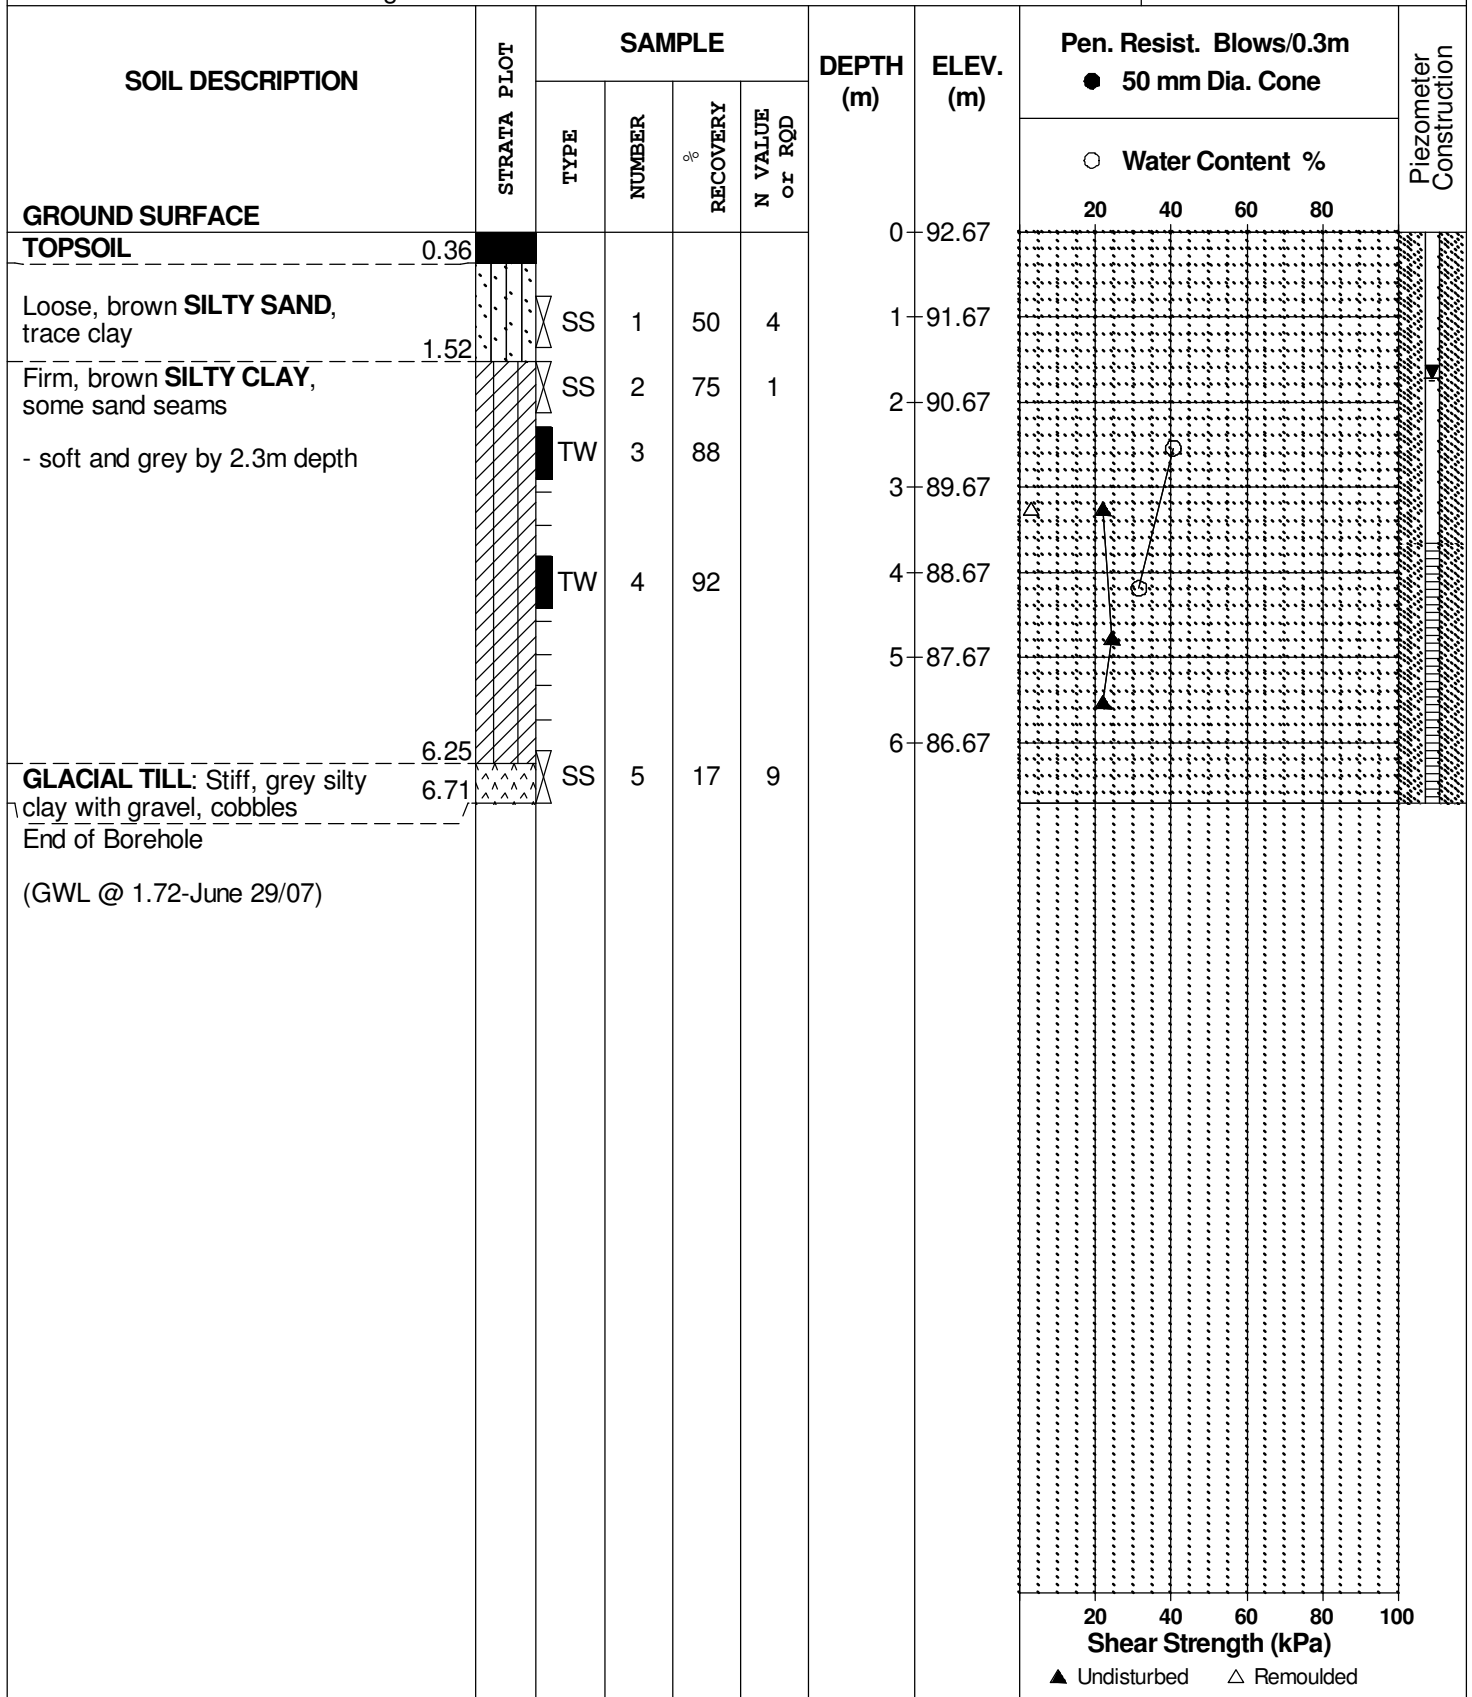 SOIL DESCRIPTION
STRATA PLOT
SAMPLE
TYPE
NUMBER
% RECOVERY
N VALUE or RQD
DEPTH (m)
ELEV. (m)
Pen. Resist. Blows/0.3m
● 50 mm Dia. Cone
○ Water Content %
20 40 60 80
Piezometer Construction
GROUND SURFACE
0 92.67
TOPSOIL 0.36
Loose, brown SILTY SAND,
trace clay
1.52
SS 1 50 4
1 91.67
Firm, brown SILTY CLAY,
some sand seams
SS 2 75 1
2 90.67
- soft and grey by 2.3m depth
TW 3 88
3 89.67
TW 4 92
4 88.67
5 87.67
6 86.67
6.25
GLACIAL TILL: Stiff, grey silty
clay with gravel, cobbles
6.71
SS 5 17 9
End of Borehole
(GWL @ 1.72-June 29/07)
20 40 60 80 100
Shear Strength (kPa)
▲ Undisturbed △ Remoulded